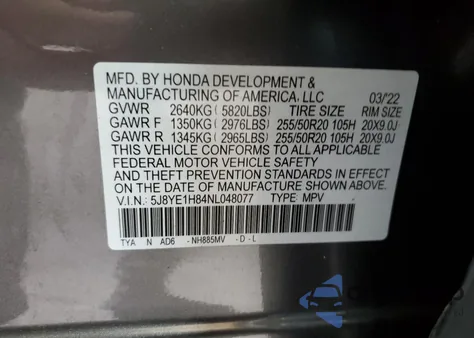 MFD. BY HONDA DEVELOPMENT &
MANUFACTURING OF AMERICA, LLC 03/22
GVWR 2640KG ( 5820LBS) TIRE SIZE RIM SIZE
GAWR F 1350KG ( 2976LBS) 255/50R20 105H 20X9.0J
GAWR R 1345KG ( 2965LBS) 255/50R20 105H 20X9.0J
THIS VEHICLE CONFORMS TO ALL APPLICABLE
FEDERAL MOTOR VEHICLE SAFETY
AND THEFT PREVENTION STANDARDS IN EFFECT
ON THE DATE OF MANUFACTURE SHOWN ABOVE.
V.I.N.: 5J8YE1H84NL048077 TYPE: MPV
TYA N AD6 -NH885MV -D-L